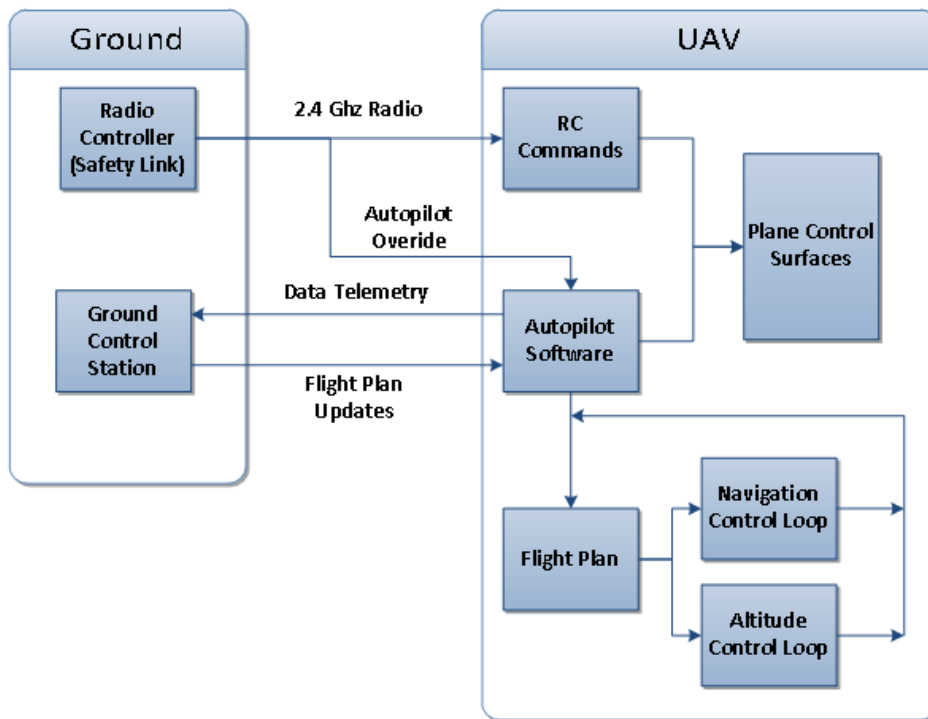 Ground
UAV
Radio
Controller
(Safety Link)
2.4 Ghz Radio
RC
Commands
Autopilot
Overide
Plane Control
Surfaces
Data Telemetry
Ground
Control
Station
Autopilot
Software
Flight Plan
Updates
Flight Plan
Navigation
Control Loop
Altitude
Control Loop